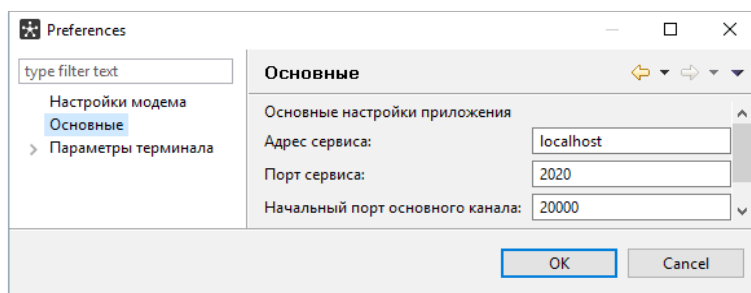 Preferences
type filter text
Настройки модема
Основные
Параметры терминала
Основные
Основные настройки приложения
Адрес сервиса: localhost
Порт сервиса: 2020
Начальный порт основного канала: 20000
OK Cancel